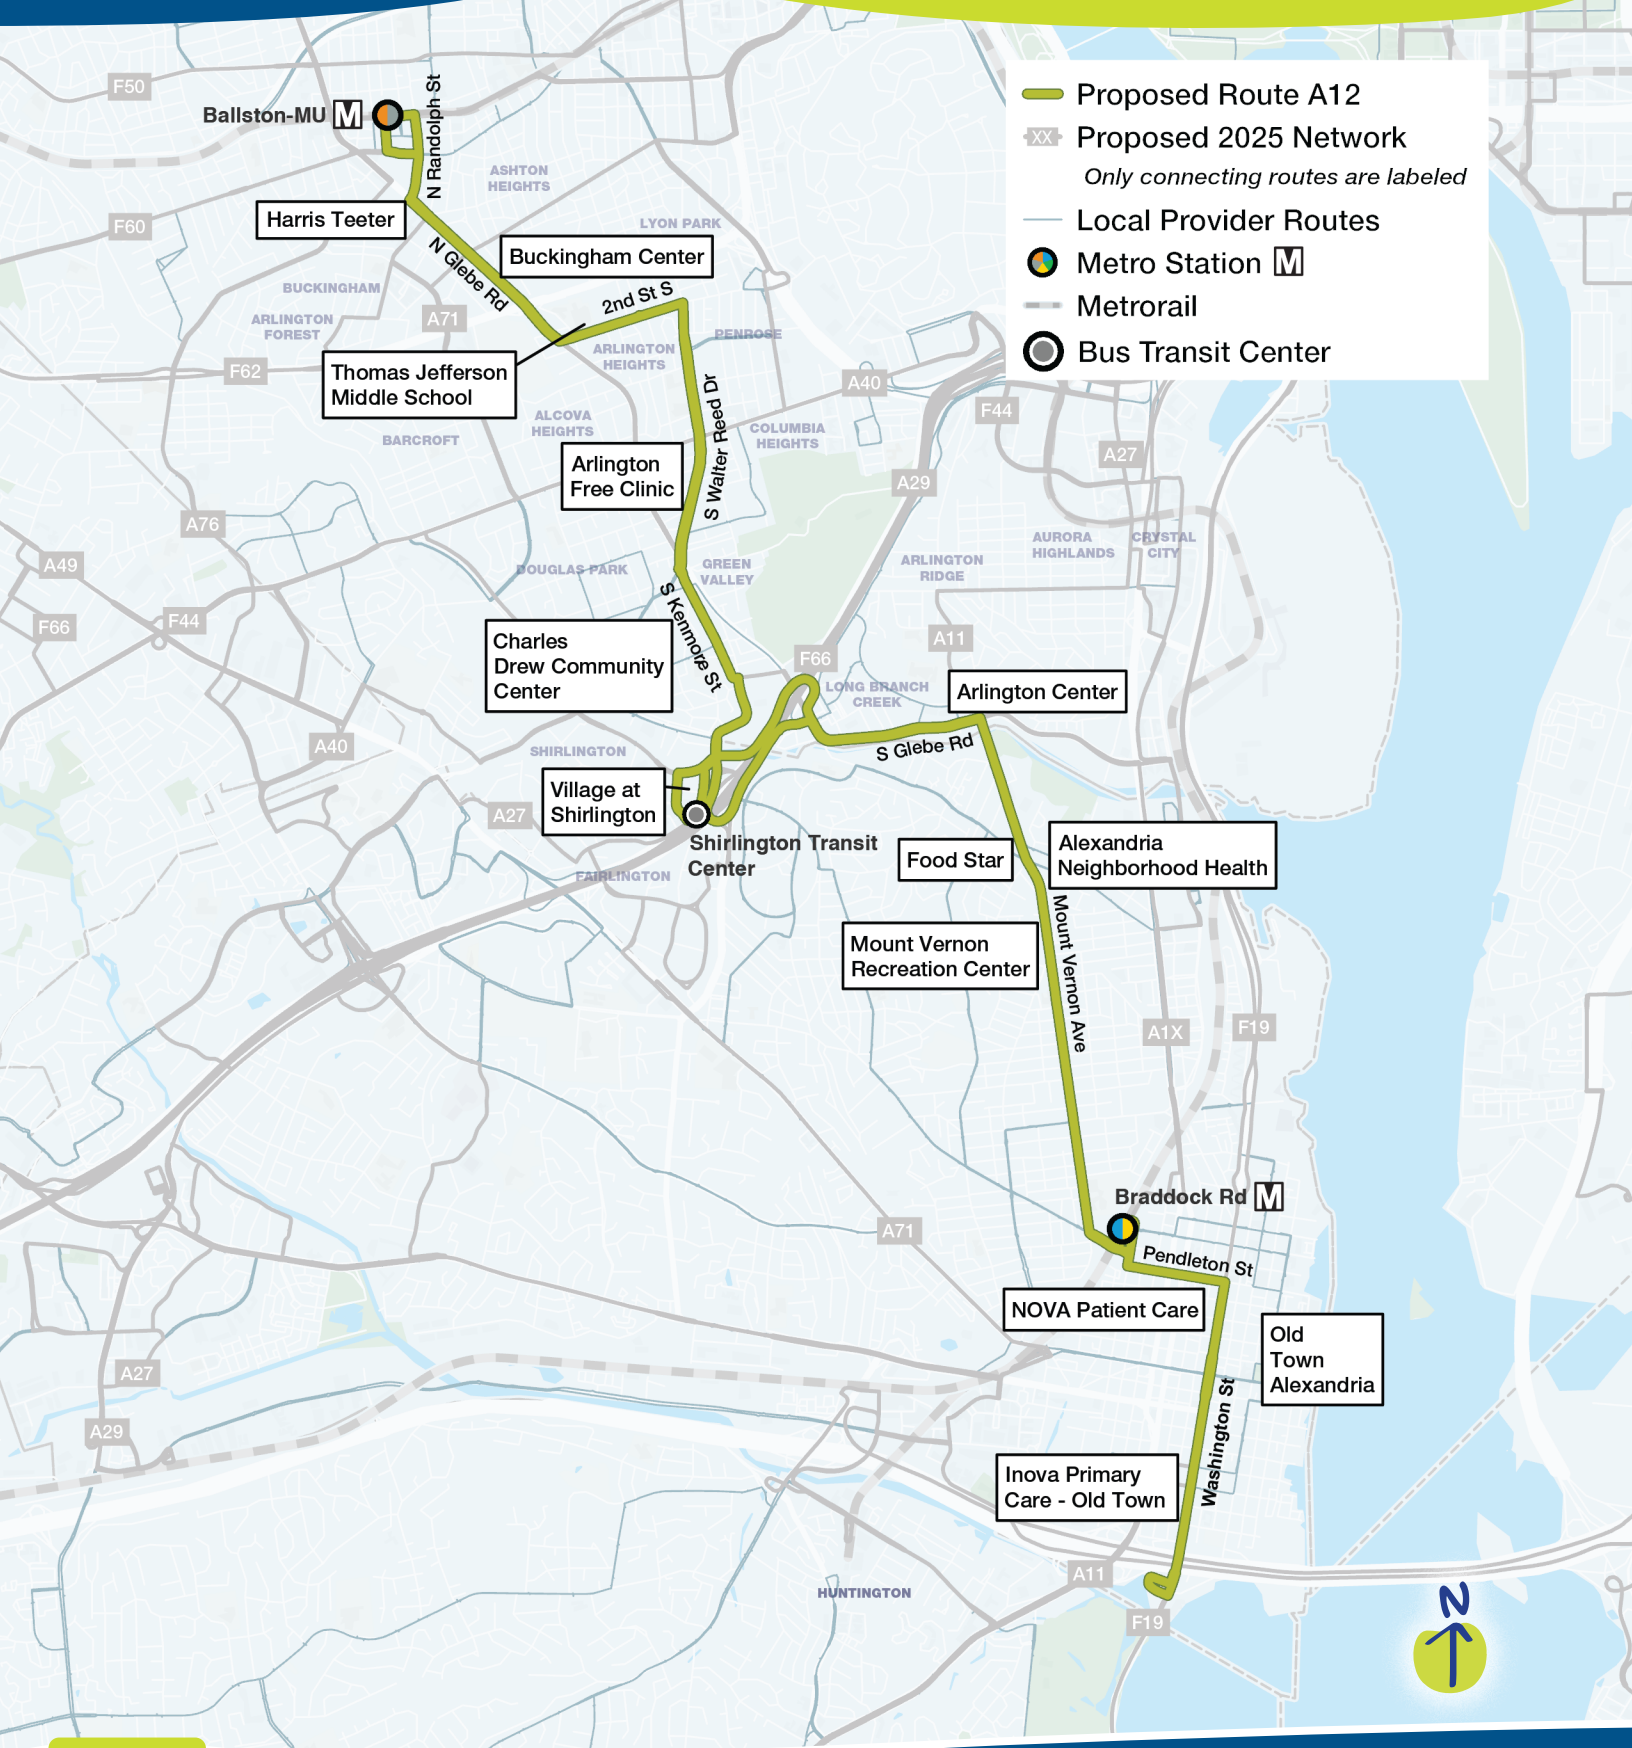 F50
Ballston-MU M
N Randolph St
Proposed Route A12
XX Proposed 2025 Network
Only connecting routes are labeled
Local Provider Routes
Metro Station M
Metrorail
Bus Transit Center
ASHTON
HEIGHTS
Harris Teeter
F60
LYON PARK
Buckingham Center
N Glebe Rd
BUCKINGHAM
2nd St S
ARLINGTON
FOREST
A71
PENROSE
ARLINGTON
HEIGHTS
F62
Thomas Jefferson
Middle School
A40
S Walter Reed Dr
F44
ALCOVA
HEIGHTS
BARCROFT
COLUMBIA
HEIGHTS
A27
Arlington
Free Clinic
A29
A76
AURORA
HIGHLANDS
CRYSTAL
CITY
A49
DOUGLAS PARK
GREEN
VALLEY
ARLINGTON
RIDGE
S Kenmore St
F66
F44
Charles
Drew Community
Center
A11
F66
LONG BRANCH
CREEK
Arlington Center
A40
SHIRLINGTON
S Glebe Rd
Village at
Shirlington
A27
Shirlington Transit
Center
FAIRLINGTON
Food Star
Alexandria
Neighborhood Health
Mount Vernon Ave
Mount Vernon
Recreation Center
A1X
F19
Braddock Rd M
A71
Pendleton St
NOVA Patient Care
Old
Town
Alexandria
A27
A29
Washington St
Inova Primary
Care - Old Town
A11
HUNTINGTON
F19
N